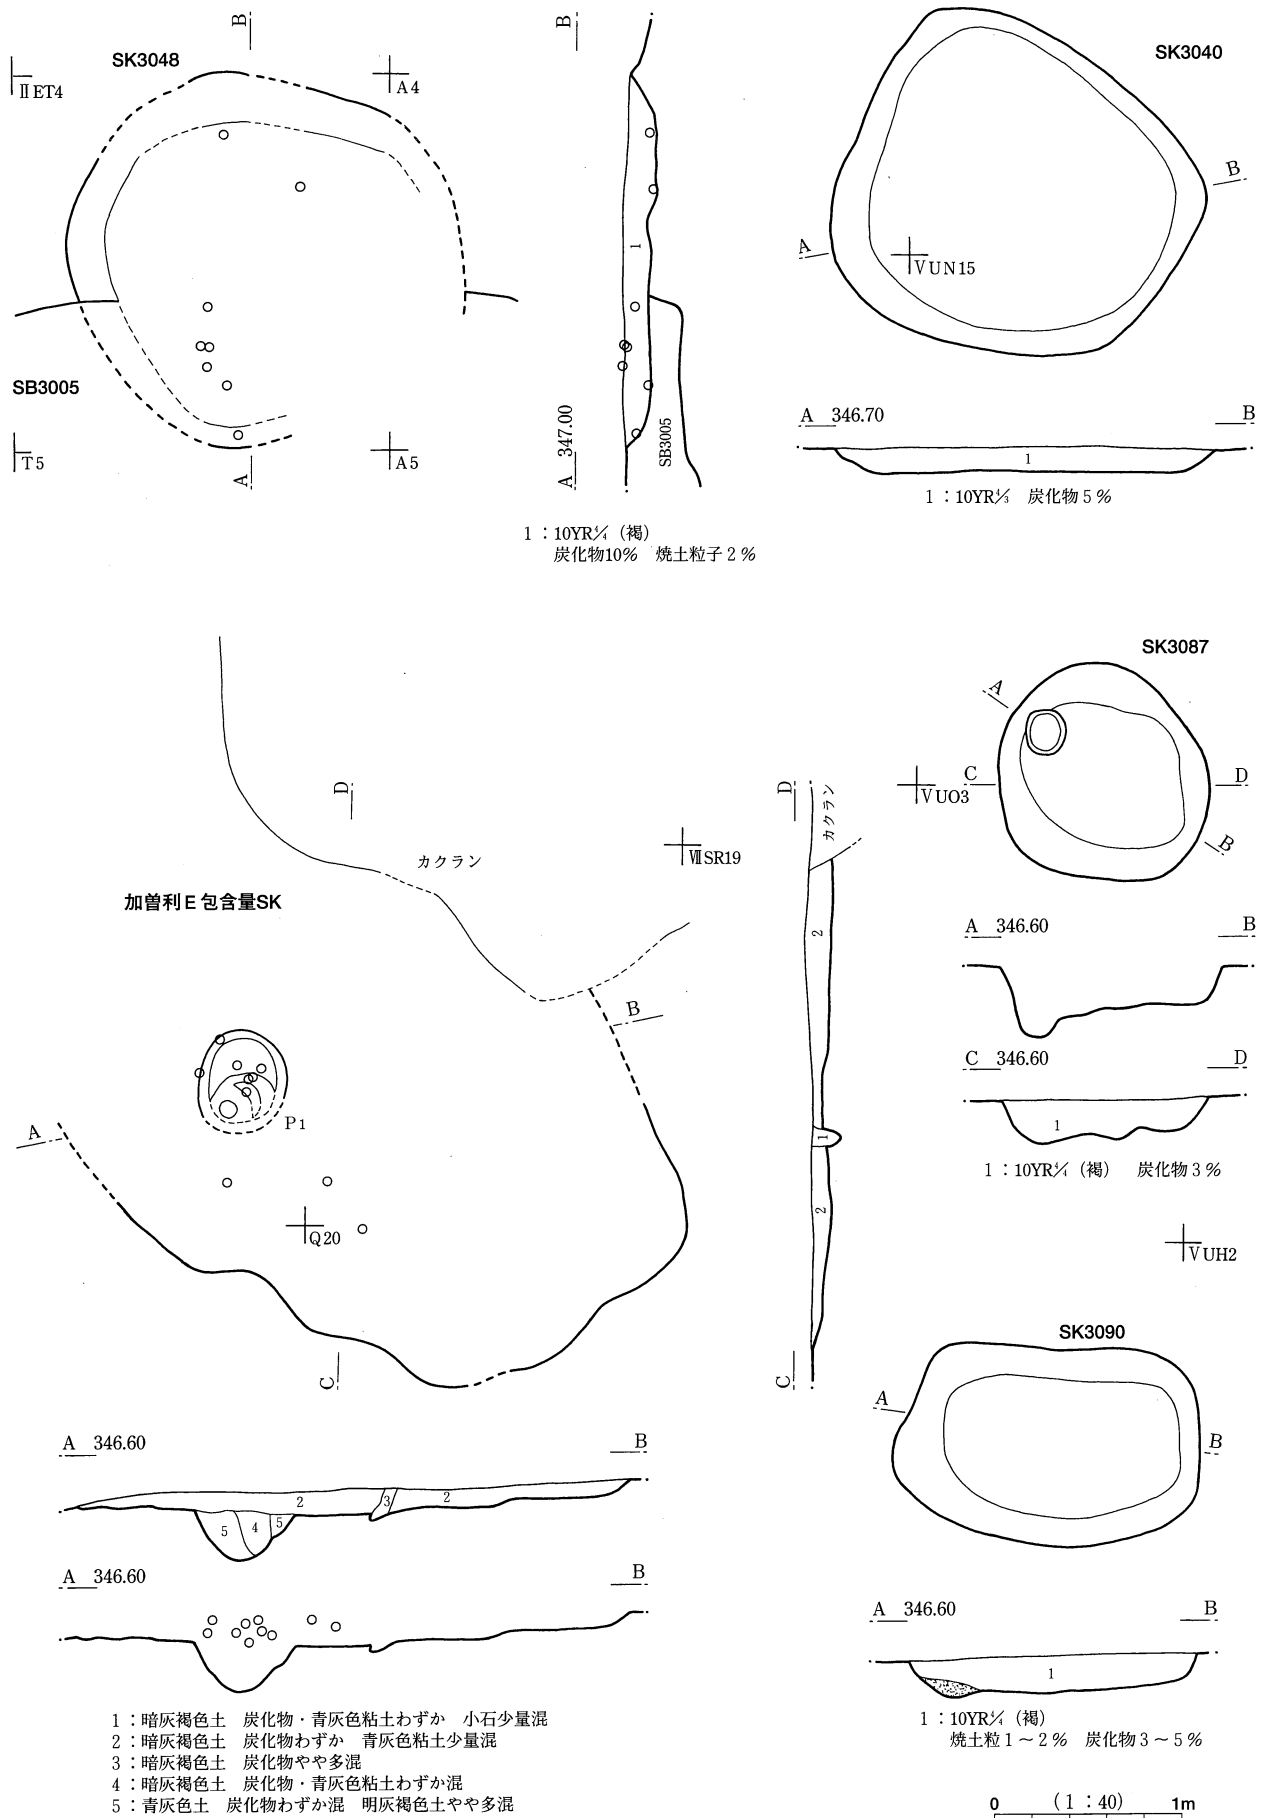 SK3048
B
ⅡET4
A4
SB3005
T5
A5
A
B
1
A 347.00
SB3005
1：10YR4/4（褐）
炭化物10％ 焼土粒子2％
SK3040
B
A
VUN15
A 346.70 B
1
1：10YR4/3 炭化物5％
D
カクラン
ⅦSR19
加曽利E包含量SK
B
P1
A
Q20
C
D
カクラン
2
1
2
C
SK3087
A
C
VUO3
D
B
A 346.60 B
C 346.60 D
1
1：10YR4/4（褐） 炭化物3％
VUH2
SK3090
A
B
A 346.60 B
1
1：10YR4/4（褐）
焼土粒1～2％ 炭化物3～5％
A 346.60 B
2 3 2
5 4 5
A 346.60 B
1：暗灰褐色土 炭化物・青灰色粘土わずか 小石少量混
2：暗灰褐色土 炭化物わずか 青灰色粘土少量混
3：暗灰褐色土 炭化物やや多混
4：暗灰褐色土 炭化物・青灰色粘土わずか混
5：青灰色土 炭化物わずか混 明灰褐色土やや多混
0 （1：40） 1m